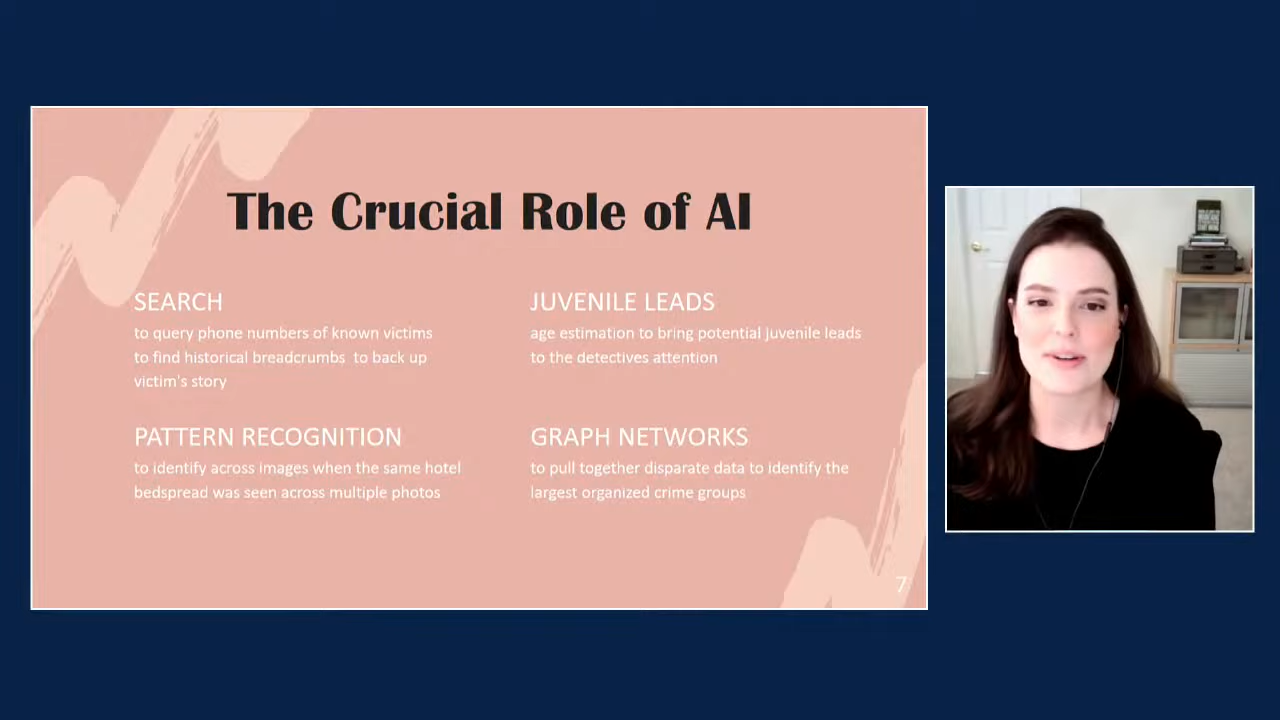 The Crucial Role of AI
SEARCH
to query phone numbers of known victims
to find historical breadcrumbs to back up
victim's story
JUVENILE LEADS
age estimation to bring potential juvenile leads
to the detectives attention
PATTERN RECOGNITION
to identify across images when the same hotel
bedspread was seen across multiple photos
GRAPH NETWORKS
to pull together disparate data to identify the
largest organized crime groups
7